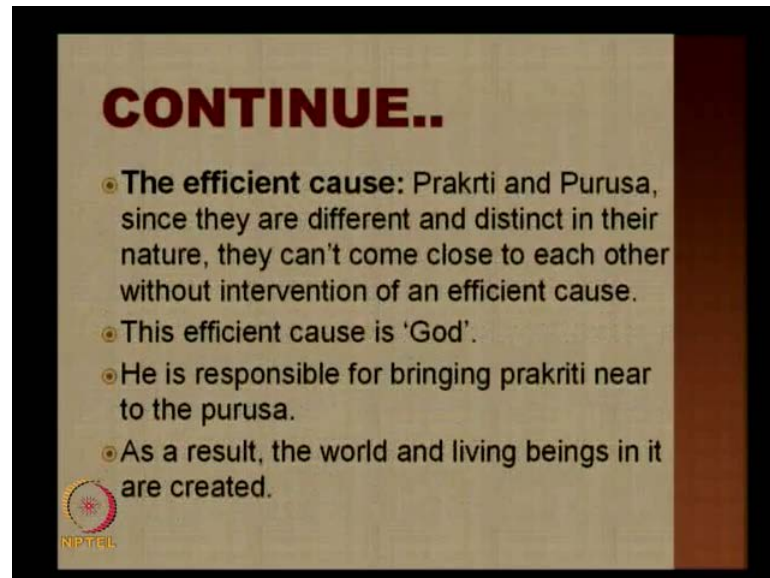 CONTINUE..
The efficient cause: Prakrti and Purusa,
since they are different and distinct in their
nature, they can't come close to each other
without intervention of an efficient cause.
This efficient cause is 'God'.
He is responsible for bringing prakriti near
to the purusa.
As a result, the world and living beings in it
are created.
NPTEL